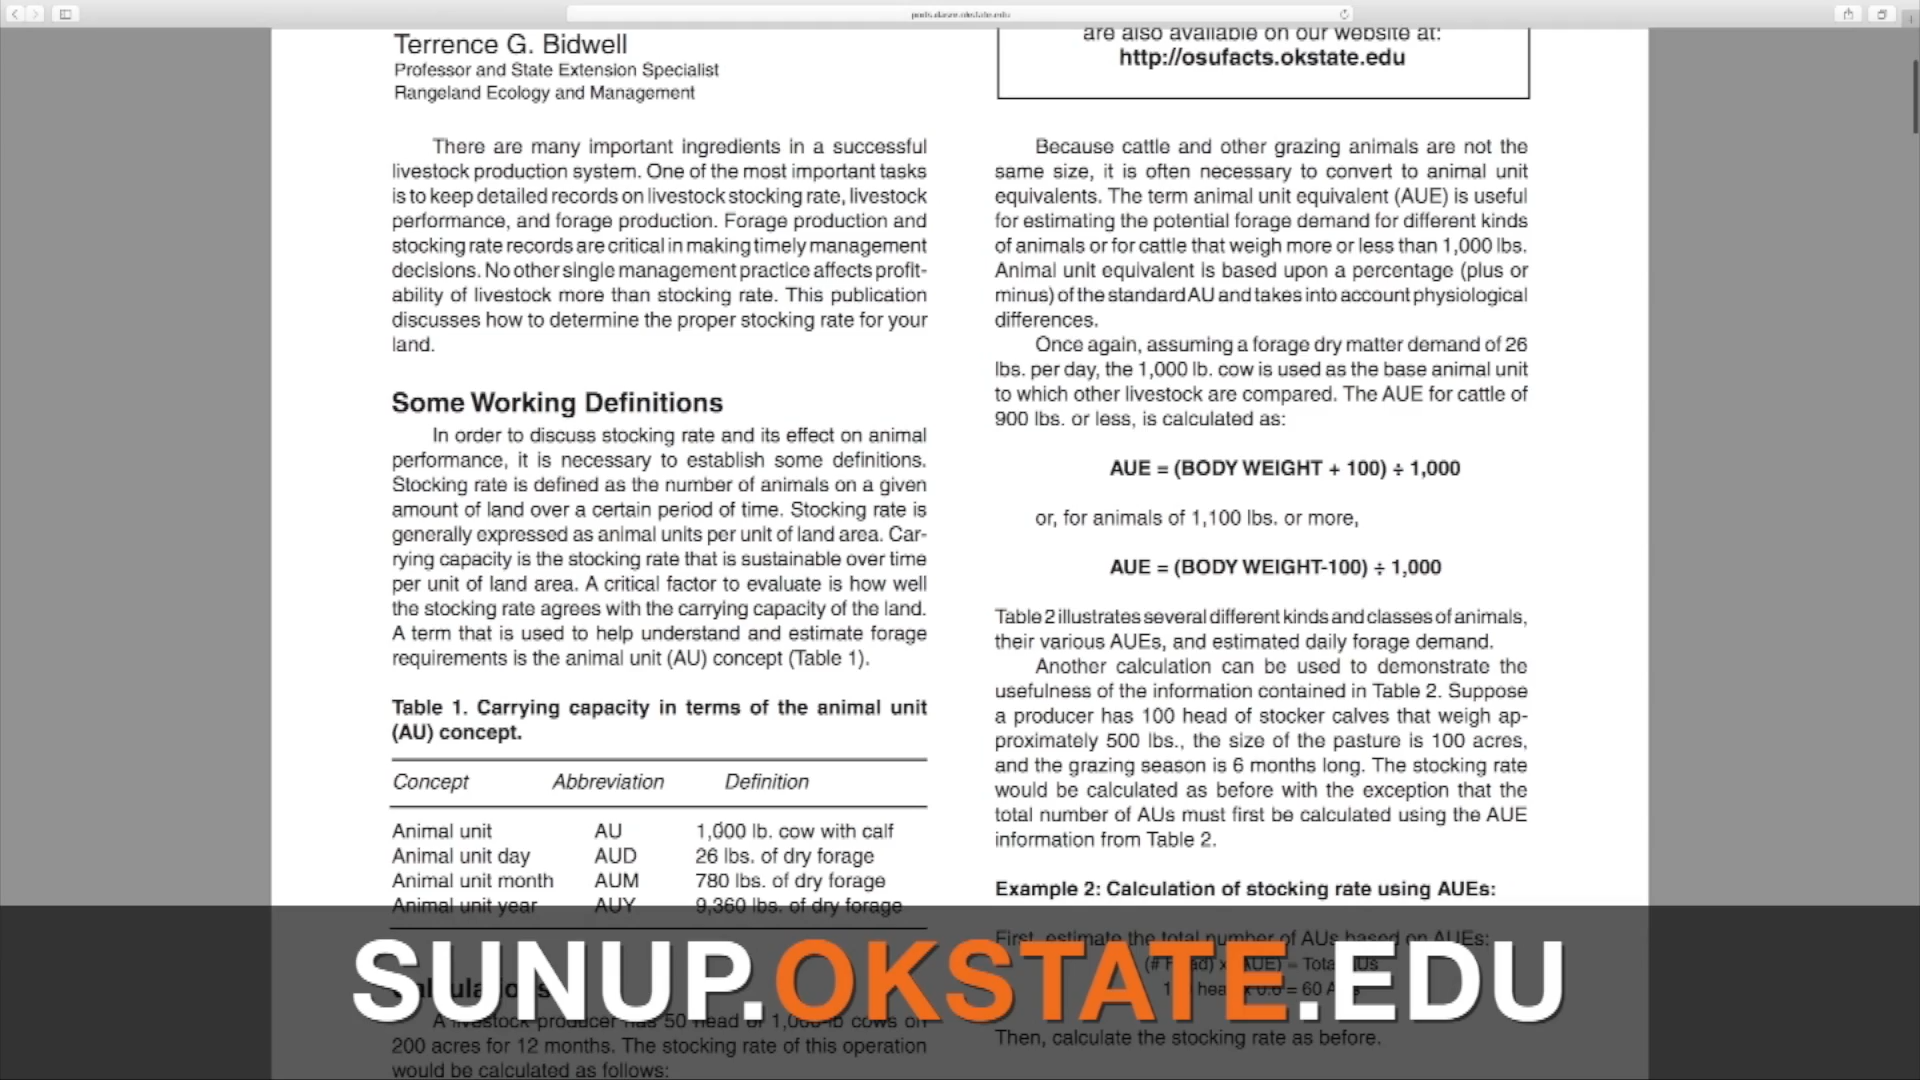 Terrence G. Bidwell
Professor and State Extension Specialist
Rangeland Ecology and Management
There are many important ingredients in a successful
livestock production system. One of the most important tasks
is to keep detailed records on livestock stocking rate, livestock
performance, and forage production. Forage production and
stocking rate records are critical in making timely management
decisions. No other single management practice affects profit-
ability of livestock more than stocking rate. This publication
discusses how to determine the proper stocking rate for your
land.
Some Working Definitions
In order to discuss stocking rate and its effect on animal
performance, it is necessary to establish some definitions.
Stocking rate is defined as the number of animals on a given
amount of land over a certain period of time. Stocking rate is
generally expressed as animal units per unit of land area. Car-
rying capacity is the stocking rate that is sustainable over time
per unit of land area. A critical factor to evaluate is how well
the stocking rate agrees with the carrying capacity of the land.
A term that is used to help understand and estimate forage
requirements is the animal unit (AU) concept (Table 1).
Table 1. Carrying capacity in terms of the animal unit
(AU) concept.
Concept Abbreviation Definition
Animal unit AU 1,000 lb. cow with calf
Animal unit day AUD 26 lbs. of dry forage
Animal unit month AUM 780 lbs. of dry forage
Animal unit year AUY 9,360 lbs. of dry forage
A livestock producer has 50 head of 1,000-lb cows on
200 acres for 12 months. The stocking rate of this operation
would be calculated as follows:
are also available on our website at:
http://osufacts.okstate.edu
Because cattle and other grazing animals are not the
same size, it is often necessary to convert to animal unit
equivalents. The term animal unit equivalent (AUE) is useful
for estimating the potential forage demand for different kinds
of animals or for cattle that weigh more or less than 1,000 lbs.
Animal unit equivalent is based upon a percentage (plus or
minus) of the standard AU and takes into account physiological
differences.
Once again, assuming a forage dry matter demand of 26
lbs. per day, the 1,000 lb. cow is used as the base animal unit
to which other livestock are compared. The AUE for cattle of
900 lbs. or less, is calculated as:
AUE = (BODY WEIGHT + 100) ÷ 1,000
or, for animals of 1,100 lbs. or more,
AUE = (BODY WEIGHT-100) ÷ 1,000
Table 2 illustrates several different kinds and classes of animals,
their various AUEs, and estimated daily forage demand.
Another calculation can be used to demonstrate the
usefulness of the information contained in Table 2. Suppose
a producer has 100 head of stocker calves that weigh ap-
proximately 500 lbs., the size of the pasture is 100 acres,
and the grazing season is 6 months long. The stocking rate
would be calculated as before with the exception that the
total number of AUs must first be calculated using the AUE
information from Table 2.
Example 2: Calculation of stocking rate using AUEs:
First, estimate the total number of AUs based on AUEs:
Then, calculate the stocking rate as before.
SUNUP.OKSTATE.EDU